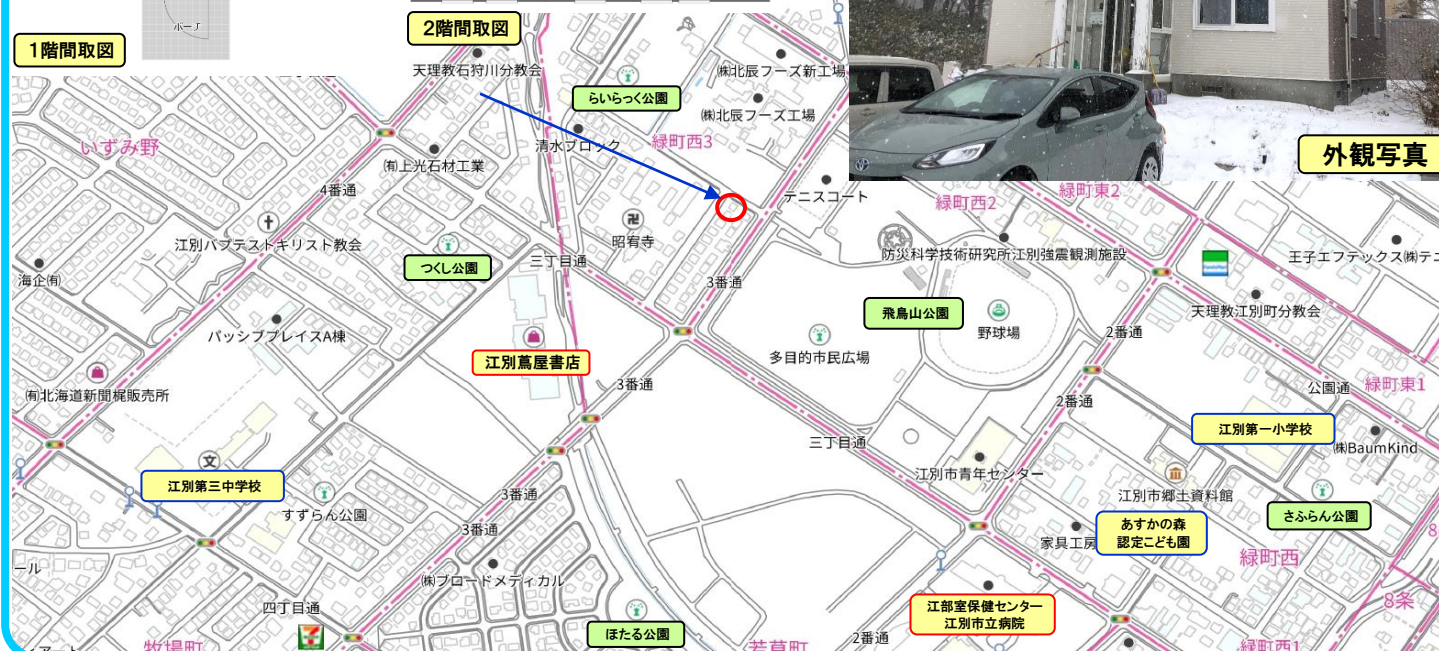 ポーチ
1階間取図
2階間取図
外観写真
天理教石狩川分教会
らいらっく公園
㈱北辰フーズ新工場
㈱北辰フーズ工場
清水ブロック
緑町西3
いずみ野
㈲上光石材工業
4番通
テニスコート
緑町西2
緑町東2
江別バプテストキリスト教会
昭宥寺
つくし公園
三丁目通
防災科学技術研究所江別強震観測施設
王子エフテックス㈱テニ
海企㈲
3番通
FamilyMart
天理教江別町分教会
飛鳥山公園
野球場
2番通
パッシブプレイスA棟
多目的市民広場
江別蔦屋書店
3番通
公園通
緑町東1
㈲北海道新聞梶販売所
2番通
江別第一小学校
三丁目通
㈱BaumKind
文
江別市青年センター
江別第三中学校
江別市郷土資料館
すずらん公園
3番通
さふらん公園
あすかの森
認定こども園
3番通
家具工房
緑町西
8
ール
㈱ブロードメディカル
四丁目通
江部室保健センター
江別市立病院
8条
ほたる公園
2番通
牧場町
若草町
緑町西1
ィアート